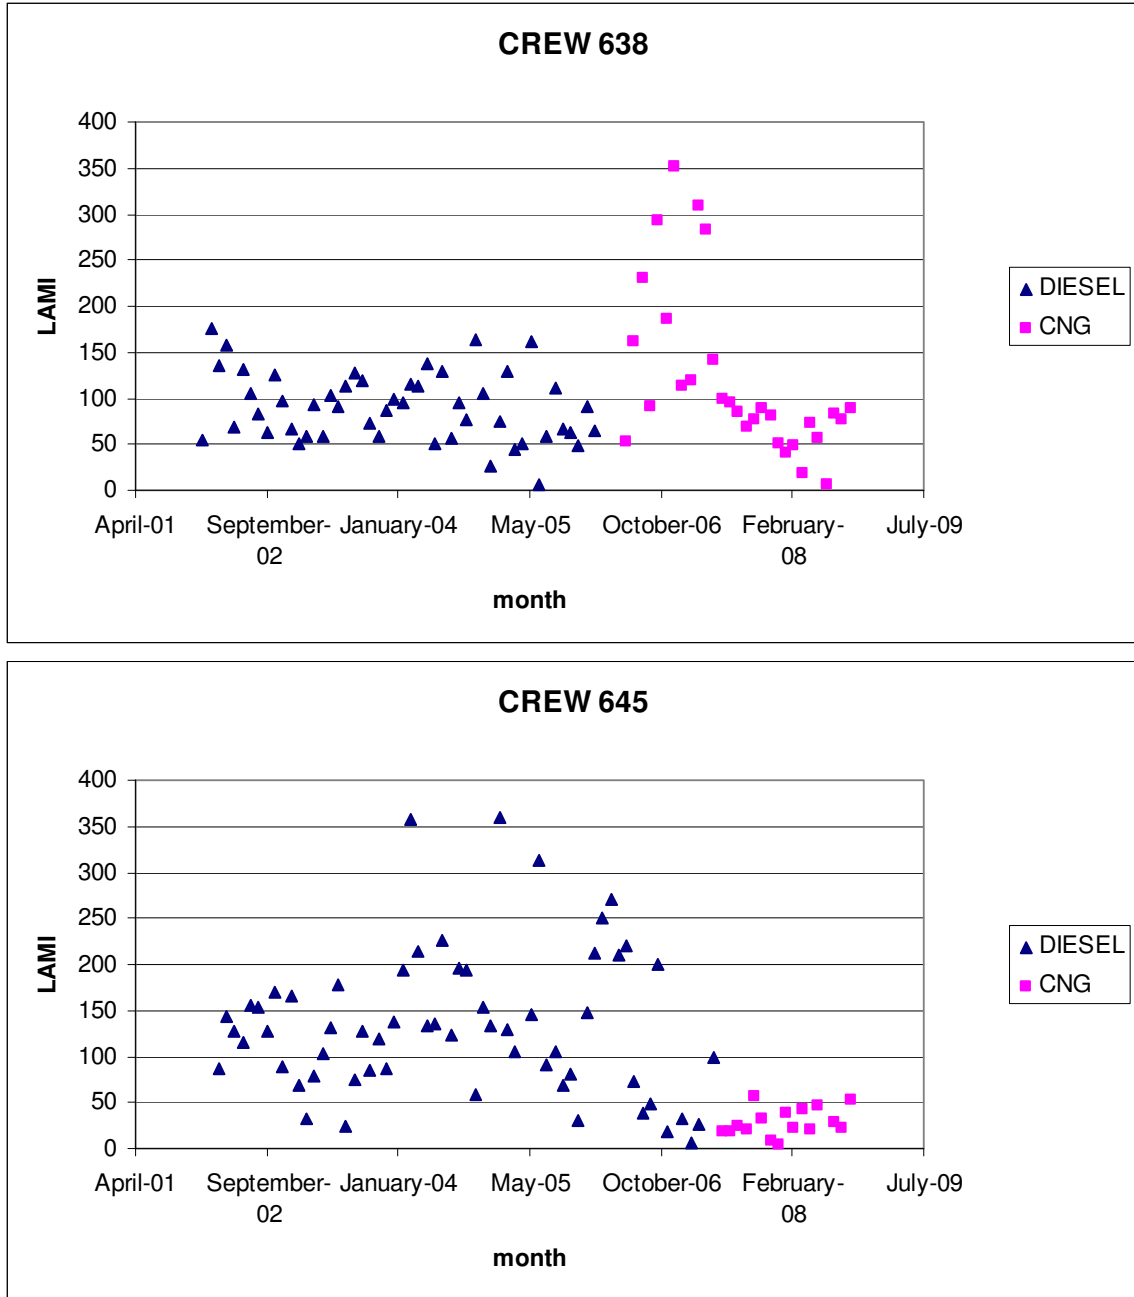 CREW 638
400
350
300
250
200
150
100
50
0
LAMI
April-01 September- January-04 May-05 October-06 February- July-09
02 08
month
DIESEL
CNG
CREW 645
400
350
300
250
200
150
100
50
0
LAMI
April-01 September- January-04 May-05 October-06 February- July-09
02 08
month
DIESEL
CNG